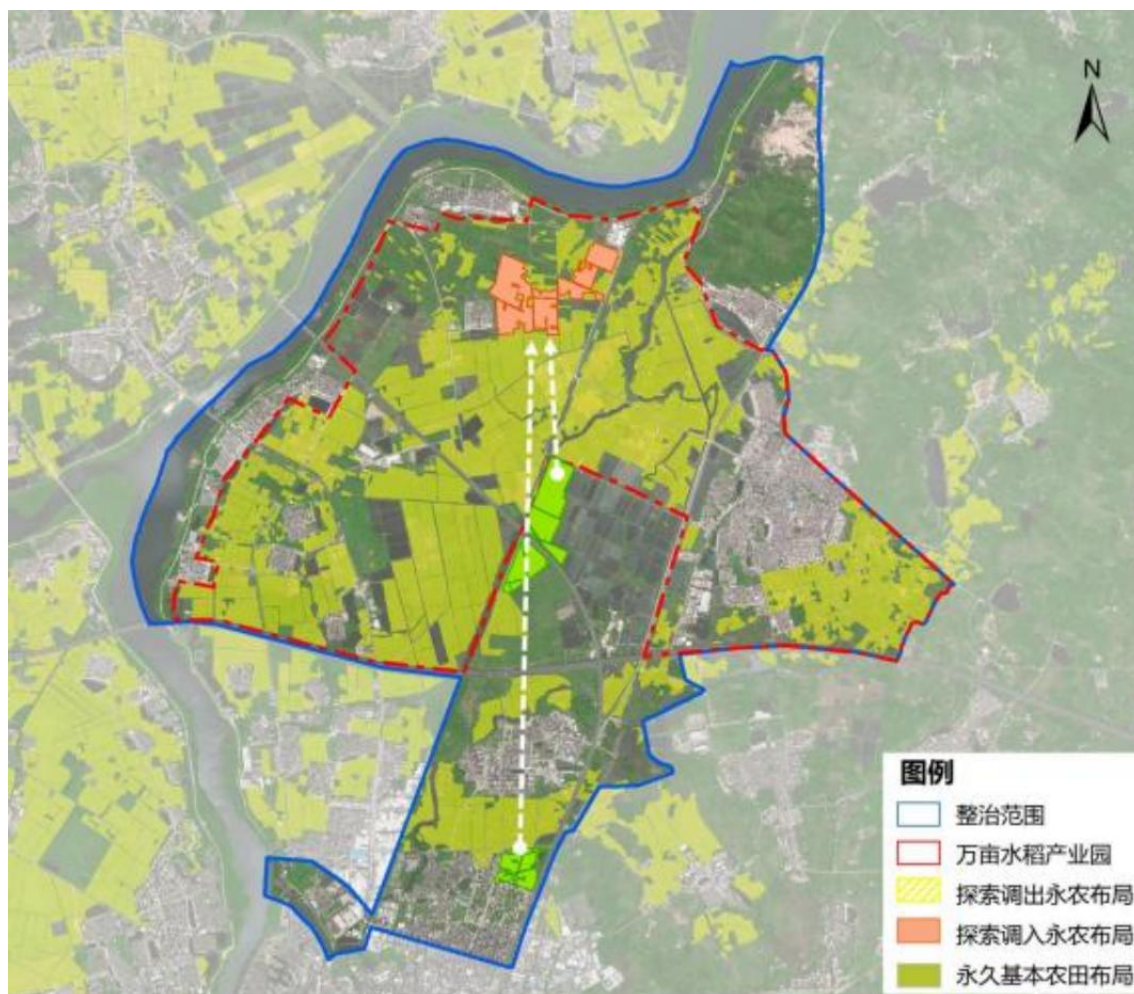 N
图例
整治范围
万亩水稻产业园
探索调出永农布局
探索调入永农布局
永久基本农田布局